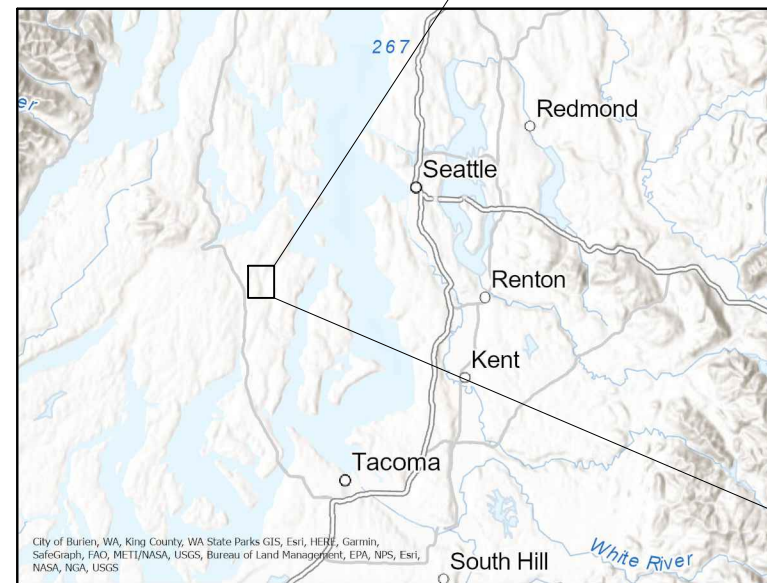 267
er
Redmond
Seattle
Renton
Kent
Tacoma
City of Burien, WA, King County, WA State Parks GIS, Esri, HERE, Garmin,
SafeGraph, FAO, METI/NASA, USGS, Bureau of Land Management, EPA, NPS, Esri,
NASA, NGA, USGS
South Hill
White River